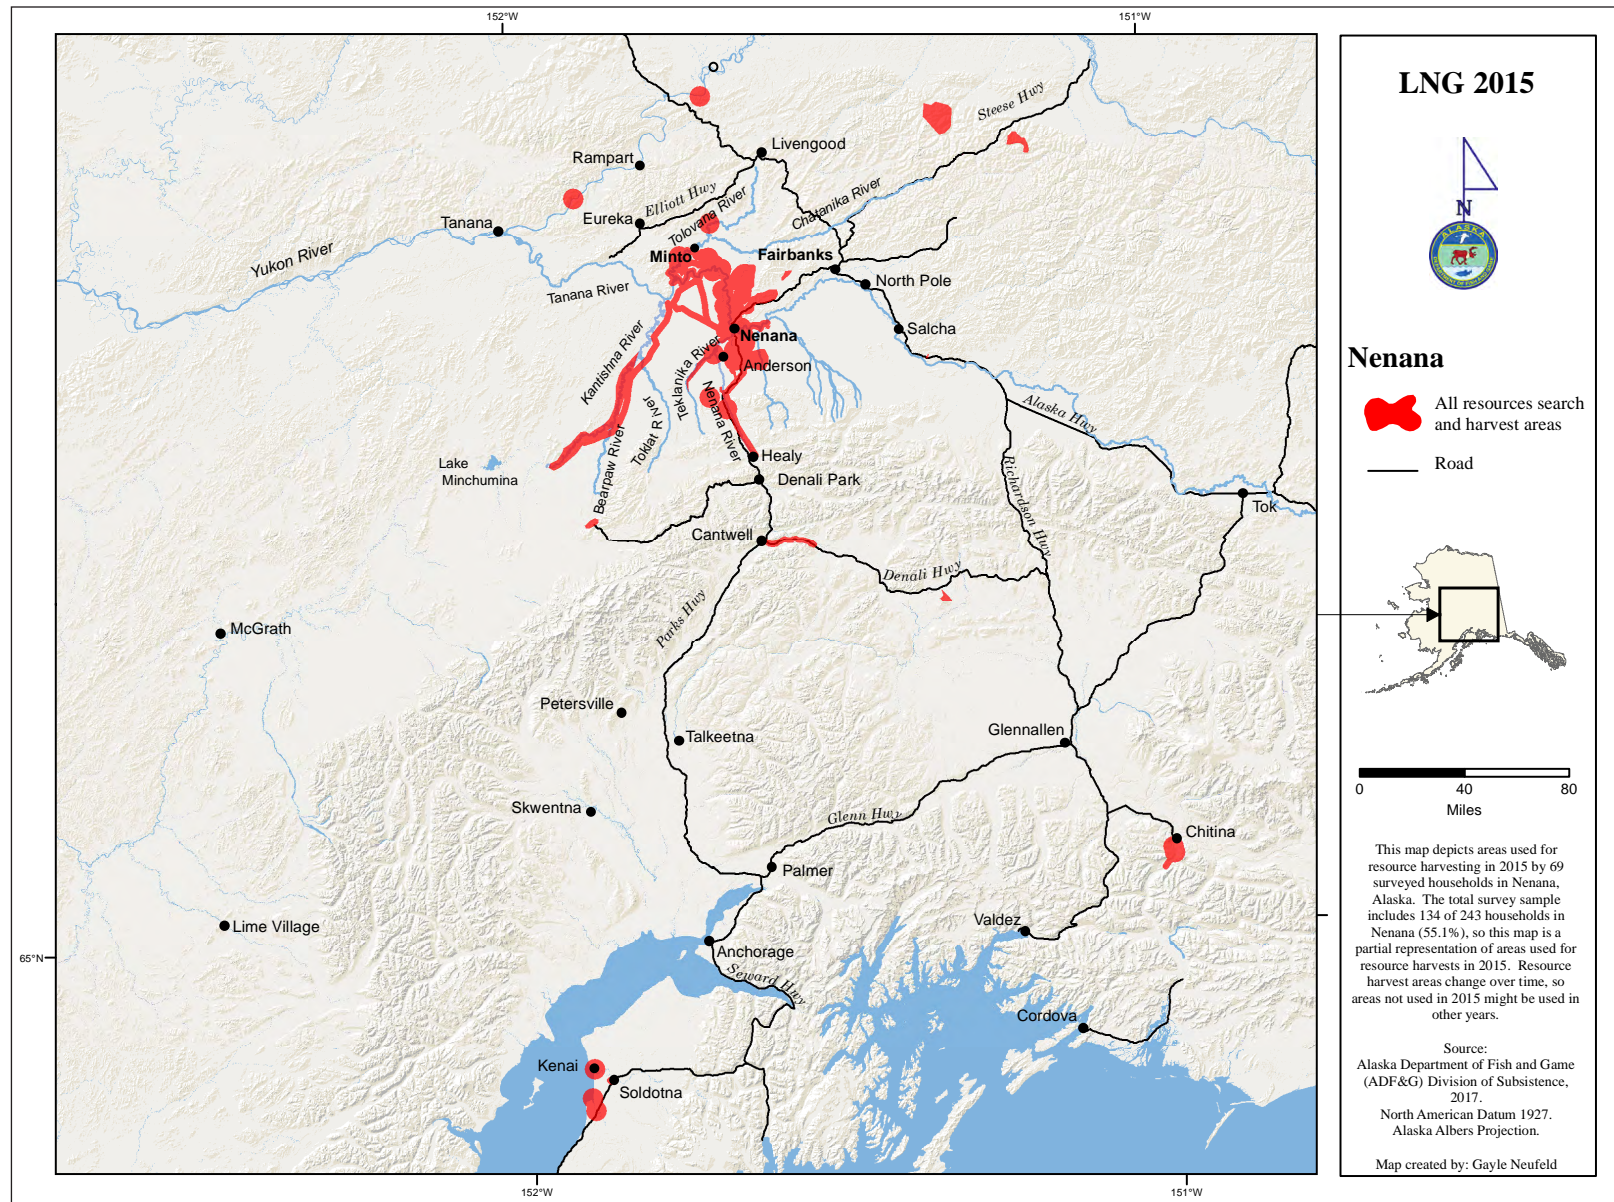 152°W
151°W
Livengood
Rampart
Steese Hwy
Elliott Hwy
Eureka
Tanana
Yukon River
Tolovana River
Chatanika River
Minto
Fairbanks
North Pole
Tanana River
Salcha
Nenana
Anderson
Kantishna River
Teklanika River
Nenana River
Toklat River
Bearpaw River
Lake
Minchumina
Healy
Denali Park
Alaska Hwy
Richardson Hwy
Tok
Cantwell
Denali Hwy
Parks Hwy
McGrath
Petersville
Talkeetna
Glennallen
Skwentna
Glenn Hwy
Chitina
Palmer
Lime Village
Valdez
Anchorage
Seward Hwy
65°N
Cordova
Kenai
Soldotna
152°W
151°W
LNG 2015
N
ALASKA
Nenana
All resources search
and harvest areas
Road
0 40 80
Miles
This map depicts areas used for
resource harvesting in 2015 by 69
surveyed households in Nenana,
Alaska. The total survey sample
includes 134 of 243 households in
Nenana (55.1%), so this map is a
partial representation of areas used for
resource harvests in 2015. Resource
harvest areas change over time, so
areas not used in 2015 might be used in
other years.
Source:
Alaska Department of Fish and Game
(ADF&G) Division of Subsistence,
2017.
North American Datum 1927.
Alaska Albers Projection.
Map created by: Gayle Neufeld